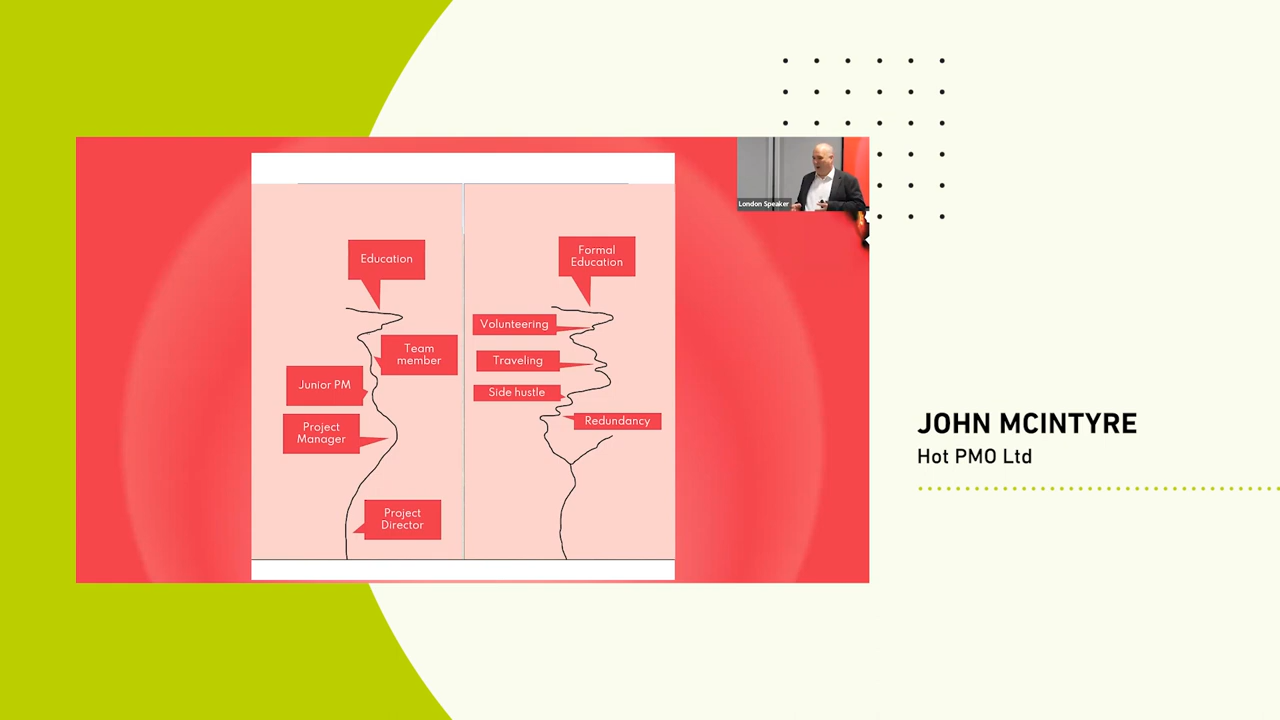 London Speaker
Education
Team
member
Junior PM
Project
Manager
Project
Director
Formal
Education
Volunteering
Traveling
Side hustle
Redundancy
JOHN MCINTYRE
Hot PMO Ltd